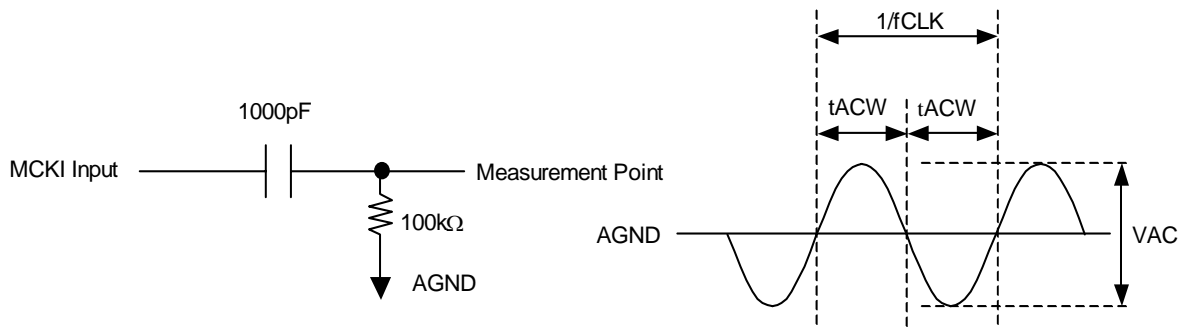 1000pF
MCKI Input
Measurement Point
100kΩ
AGND
1/fCLK
tACW
tACW
AGND
VAC